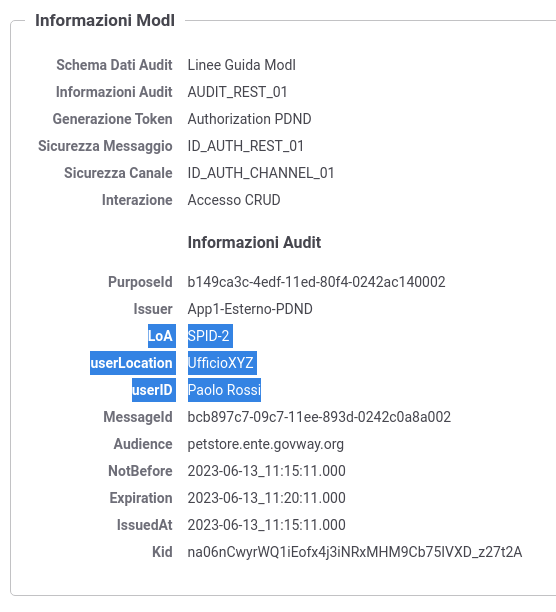 Informazioni ModI
Schema Dati Audit Linee Guida ModI
Informazioni Audit AUDIT_REST_01
Generazione Token Authorization PDND
Sicurezza Messaggio ID_AUTH_REST_01
Sicurezza Canale ID_AUTH_CHANNEL_01
Interazione Accesso CRUD
Informazioni Audit
PurposeId b149ca3c-4edf-11ed-80f4-0242ac140002
Issuer App1-Esterno-PDND
LoA SPID-2
userLocation UfficioXYZ
userID Paolo Rossi
MessageId bcb897c7-09c7-11ee-893d-0242c0a8a002
Audience petstore.ente.govway.org
NotBefore 2023-06-13_11:15:11.000
Expiration 2023-06-13_11:20:11.000
IssuedAt 2023-06-13_11:15:11.000
Kid na06nCwyrWQ1iEofx4j3iNRxMHM9Cb75IVXD_z27t2A